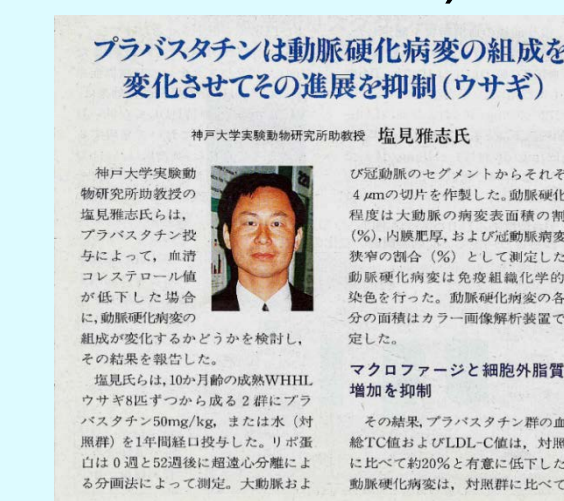 プラバスタチンは動脈硬化病変の組成を
変化させてその進展を抑制(ウサギ)
神戸大学実験動物研究所助教授 塩見雅志氏
神戸大学実験動
物研究所助教授の
塩見雅志氏らは,
プラバスタチン投
与によって,血清
コレステロール値
が低下した場合
に,動脈硬化病変の
組成が変化するかどうかを検討し,
その結果を報告した。
塩見氏らは,10か月齢の成熟WHHL
ウサギ8匹ずつから成る2群にプラ
バスタチン50mg/kg,または水(対
照群)を1年間経口投与した。リポ蛋
白は0週と52週後に超遠心分離によ
る分画法によって測定。大動脈およ
び冠動脈のセグメントからそれぞ
4μmの切片を作製した。動脈硬化
程度は大動脈の病変表面積の割
(%),内膜肥厚,および冠動脈病変
狭窄の割合(%)として測定した
動脈硬化病変は免疫組織化学的
染色を行った。動脈硬化病変の各
分の面積はカラー画像解析装置で
定した。
マクロファージと細胞外脂質
増加を抑制
その結果,プラバスタチン群の血
総TC値およびLDL-C値は,対照
に比べて約20%と有意に低下した
動脈硬化病変は,対照群に比べて